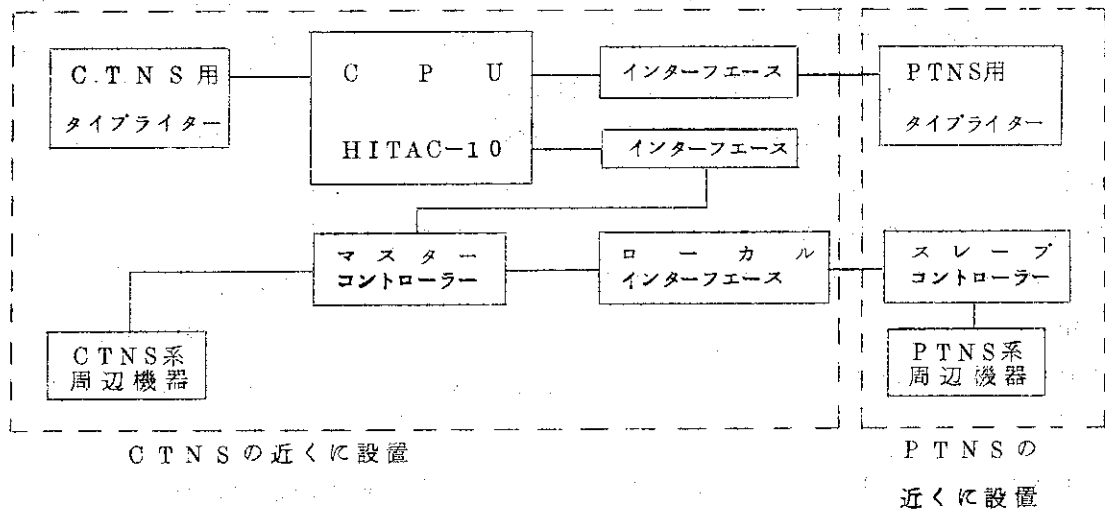 C.TNS用
タイプライター
CPU
HITAC-10
インターフエース
インターフエース
PTNS用
タイプライター
マスター
コントローラー
ローカル
インターフエース
スレーブ
コントローラー
CTNS系
周辺機器
PTNS系
周辺機器
CTNSの近くに設置
PTNSの
近くに設置